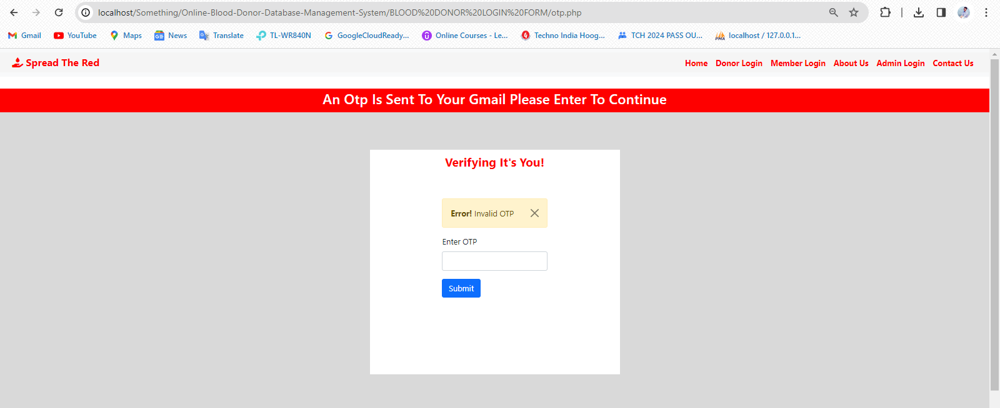 localhost/Something/Online-Blood-Donor-Database-Management-System/BLOOD%20DONOR%20LOGIN%20FORM/otp.php
Gmail YouTube Maps News Translate TL-WR840N GoogleCloudReady... Online Courses - Le... Techno India Hoog... TCH 2024 PASS OU... PMA localhost / 127.0.0.1...
Spread The Red Home Donor Login Member Login About Us Admin Login Contact Us
An Otp Is Sent To Your Gmail Please Enter To Continue
Verifying It's You!
Error! Invalid OTP
Enter OTP
Submit